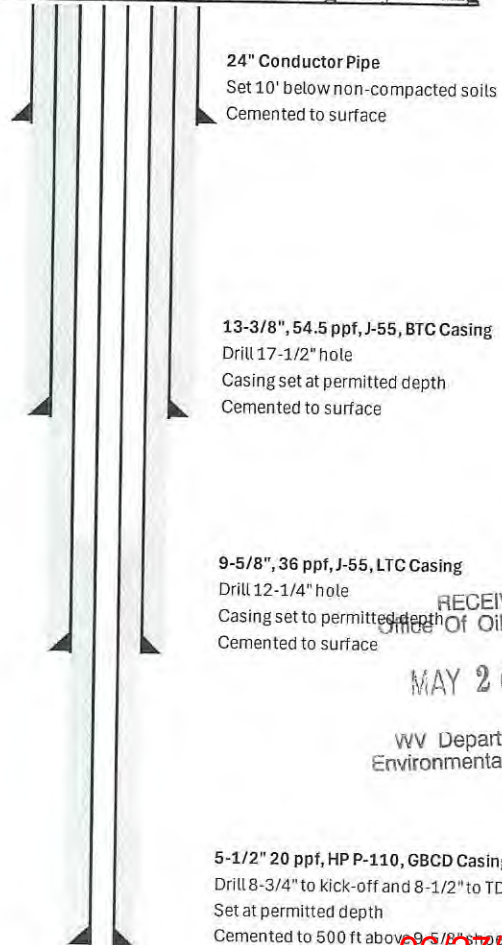 24" Conductor Pipe
Set 10' below non-compacted soils
Cemented to surface
13-3/8", 54.5 ppf, J-55, BTC Casing
Drill 17-1/2" hole
Casing set at permitted depth
Cemented to surface
9-5/8", 36 ppf, J-55, LTC Casing
Drill 12-1/4" hole
Casing set to permitted depth
Cemented to surface
RECEI
Office Of Oil
MAY 2
WV Depart
Environmenta
5-1/2" 20 ppf, HP P-110, GBCD Casing
Drill 8-3/4" to kick-off and 8-1/2" to TD
Set at permitted depth
Cemented to 500 ft above 9-5/8"